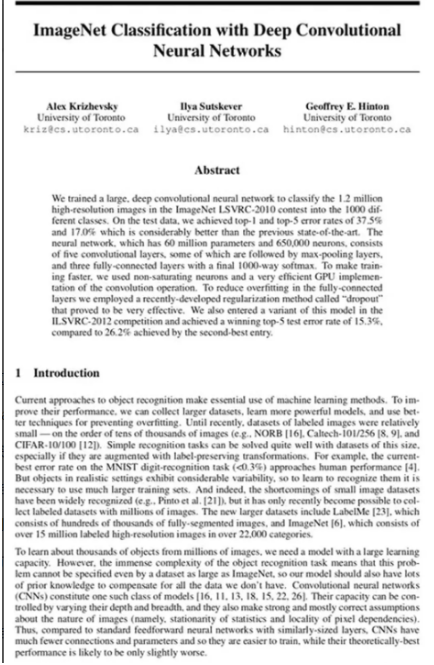 ImageNet Classification with Deep Convolutional
Neural Networks
Alex Krizhevsky
University of Toronto
kriz@cs.utoronto.ca
Ilya Sutskever
University of Toronto
ilya@cs.utoronto.ca
Geoffrey E. Hinton
University of Toronto
hinton@cs.utoronto.ca
Abstract
We trained a large, deep convolutional neural network to classify the 1.2 million
high-resolution images in the ImageNet LSVRC-2010 contest into the 1000 dif-
ferent classes. On the test data, we achieved top-1 and top-5 error rates of 37.5%
and 17.0% which is considerably better than the previous state-of-the-art. The
neural network, which has 60 million parameters and 650,000 neurons, consists
of five convolutional layers, some of which are followed by max-pooling layers,
and three fully-connected layers with a final 1000-way softmax. To make train-
ing faster, we used non-saturating neurons and a very efficient GPU implemen-
tation of the convolution operation. To reduce overfitting in the fully-connected
layers we employed a recently-developed regularization method called “dropout”
that proved to be very effective. We also entered a variant of this model in the
ILSVRC-2012 competition and achieved a winning top-5 test error rate of 15.3%,
compared to 26.2% achieved by the second-best entry.
1 Introduction
Current approaches to object recognition make essential use of machine learning methods. To im-
prove their performance, we can collect larger datasets, learn more powerful models, and use bet-
ter techniques for preventing overfitting. Until recently, datasets of labeled images were relatively
small — on the order of tens of thousands of images (e.g., NORB [16], Caltech-101/256 [8, 9], and
CIFAR-10/100 [12]). Simple recognition tasks can be solved quite well with datasets of this size,
especially if they are augmented with label-preserving transformations. For example, the current-
best error rate on the MNIST digit-recognition task (<0.3%) approaches human performance [4].
But objects in realistic settings exhibit considerable variability, so to learn to recognize them it is
necessary to use much larger training sets. And indeed, the shortcomings of small image datasets
have been widely recognized (e.g., Pinto et al. [21]), but it has only recently become possible to col-
lect labeled datasets with millions of images. The new larger datasets include LabelMe [23], which
consists of hundreds of thousands of fully-segmented images, and ImageNet [6], which consists of
over 15 million labeled high-resolution images in over 22,000 categories.
To learn about thousands of objects from millions of images, we need a model with a large learning
capacity. However, the immense complexity of the object recognition task means that this prob-
lem cannot be specified even by a dataset as large as ImageNet, so our model should also have lots
of prior knowledge to compensate for all the data we don't have. Convolutional neural networks
(CNNs) constitute one such class of models [16, 11, 13, 18, 15, 22, 26]. Their capacity can be con-
trolled by varying their depth and breadth, and they also make strong and mostly correct assumptions
about the nature of images (namely, stationarity of statistics and locality of pixel dependencies).
Thus, compared to standard feedforward neural networks with similarly-sized layers, CNNs have
much fewer connections and parameters and so they are easier to train, while their theoretically-best
performance is likely to be only slightly worse.